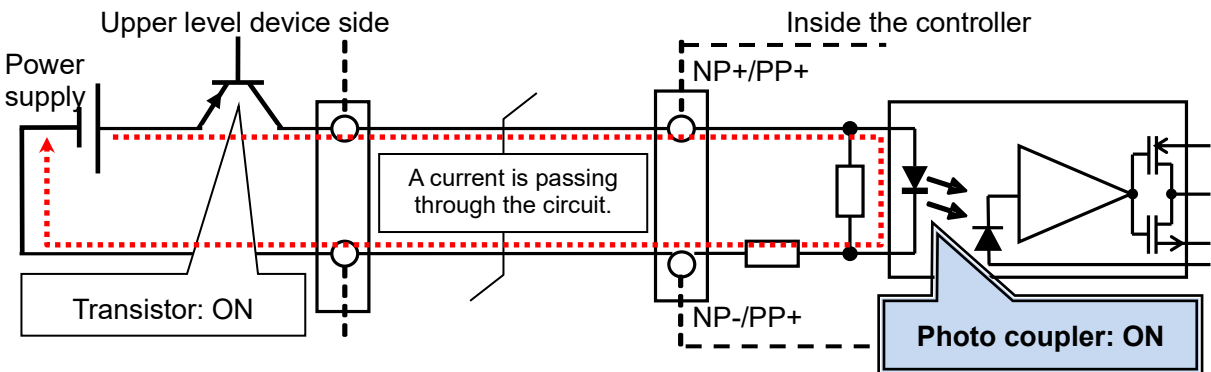 Upper level device side
Inside the controller
Power
supply
NP+/PP+
A current is passing
through the circuit.
Transistor: ON
NP-/PP+
Photo coupler: ON